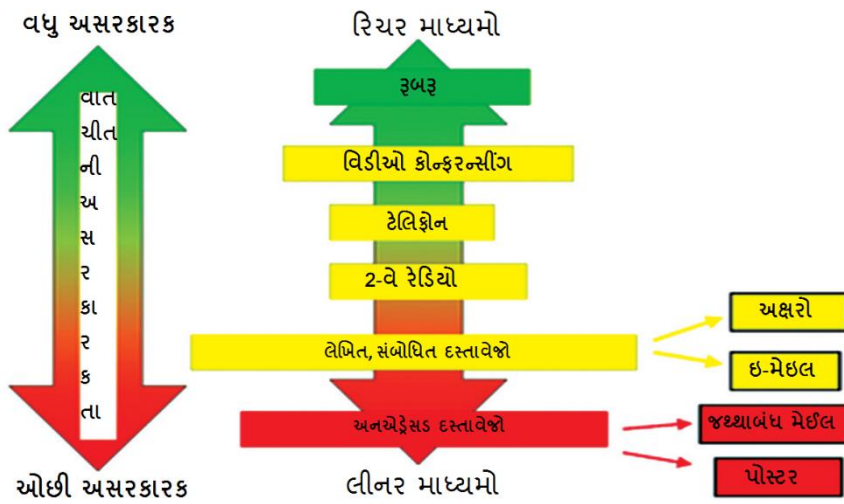 વધુ અસરકારક
રિચર માધ્યમો
વાત
ચીત
ની
અ
સ
ર
કા
ર
ક
તા
રૂબરૂ
વિડીઓ કોન્ફરન્સીંગ
ટેલિફોન
2-વે રેડિયો
લેખિત, સંબોધિત દસ્તાવેજો
અક્ષરો
ઇ-મેઇલ
અનએડ્રેસડ દસ્તાવેજો
જથ્થાબંધ મેઈલ
પોસ્ટર
ઓછી અસરકારક
લીનર માધ્યમો